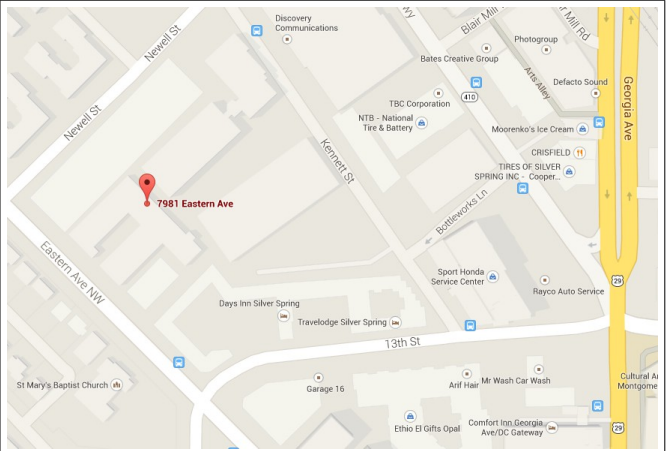 Discovery
Communications
wy
Blair Mill
Mill Rd
Photogroup
Newell St
Bates Creative Group
Arts Alley
Defacto Sound
Georgia Ave
410
TBC Corporation
NTB - National
Tire & Battery
Moorenko's Ice Cream
Newell St
CRISFIELD
Kennett St
TIRES OF SILVER
SPRING INC - Cooper...
7981 Eastern Ave
Bottleworks Ln
Eastern Ave NW
Sport Honda
Service Center
29
Rayco Auto Service
Days Inn Silver Spring
Travelodge Silver Spring
13th St
St Mary's Baptist Church
Garage 16
Arif Hair
Mr Wash Car Wash
Cultural A
Montgome
Ethio El Gifts Opal
Comfort Inn Georgia
Ave/DC Gateway
29